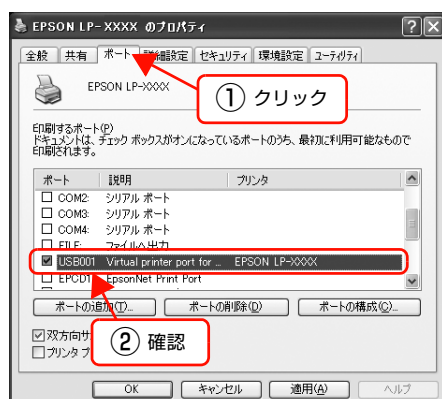 EPSON LP-XXXX のプロパティ
全般 共有 ポート 詳細設定 セキュリティ 環境設定 ユーティリティ
EPSON LP-XXXX
① クリック
印刷するポート(P)
ドキュメントは、チェック ボックスがオンになっているポートのうち、最初に利用可能なもので
印刷されます。
ポート 説明 プリンタ
COM2: シリアル ポート
COM3: シリアル ポート
COM4: シリアル ポート
FILE: ファイルへ出力
USB001 Virtual printer port for ... EPSON LP-XXXX
EPCD1 EpsonNet Print Port
ポートの追加(T)... ポートの削除(D) ポートの構成(C)...
双方向サ
② 確認
プリンタ プ
OK キャンセル 適用(A) ヘルプ